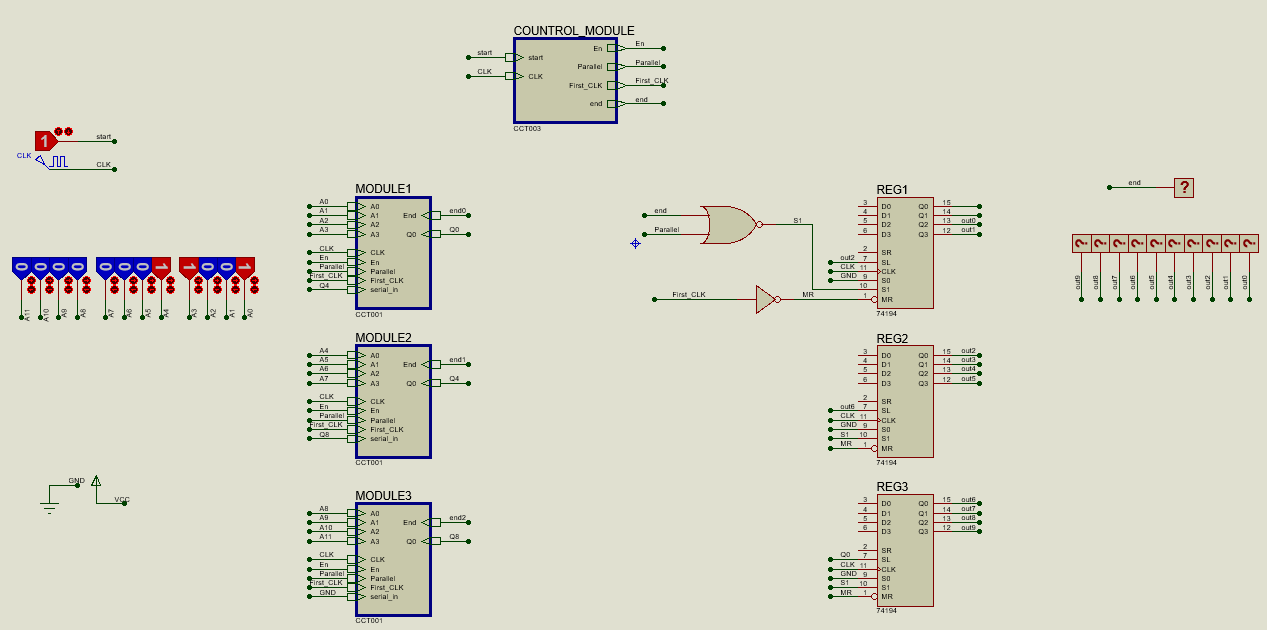 COUNTROL_MODULE
start
start
En
En
CLK
CLK
Parallel
Parallel
First_CLK
First_CLK
end
end
CCT003
1
start
CLK
CLK
0 0 0 0 0 0 0 1 1 0 0 1
A11 A10 A9 A8 A7 A6 A5 A4 A3 A2 A1 A0
GND
VCC
MODULE1
A0 A0 End end0
A1 A1
A2 A2 Q0 Q0
A3 A3
CLK CLK
En En
Parallel Parallel
First_CLK First_CLK
Q4 serial_in
CCT001
MODULE2
A4 A0
A5 A1 End end1
A6 A2
A7 A3 Q0 Q4
CLK CLK
En En
Parallel Parallel
First_CLK First_CLK
Q8 serial_in
CCT001
MODULE3
A8 A0
A9 A1 End end2
A10 A2
A11 A3 Q0 Q8
CLK CLK
En En
Parallel Parallel
First_CLK First_CLK
GND serial_in
CCT001
end
Parallel
S1
First_CLK
MR
REG1
3 D0 Q0 15
4 D1 Q1 14
5 D2 Q2 13 out0
6 D3 Q3 12 out1
2 SR
out2 7 SL
CLK 11 CLK
GND 9 S0
10 S1
1 MR
74194
REG2
3 D0 Q0 15 out2
4 D1 Q1 14 out3
5 D2 Q2 13 out4
6 D3 Q3 12 out5
2 SR
out6 7 SL
CLK 11 CLK
GND 9 S0
S1 10 S1
MR 1 MR
74194
REG3
3 D0 Q0 15 out6
4 D1 Q1 14 out7
5 D2 Q2 13 out8
6 D3 Q3 12 out9
2 SR
Q0 7 SL
CLK 11 CLK
GND 9 S0
S1 10 S1
MR 1 MR
74194
end ?
? ? ? ? ? ? ? ? ? ?
out9 out8 out7 out6 out5 out4 out3 out2 out1 out0